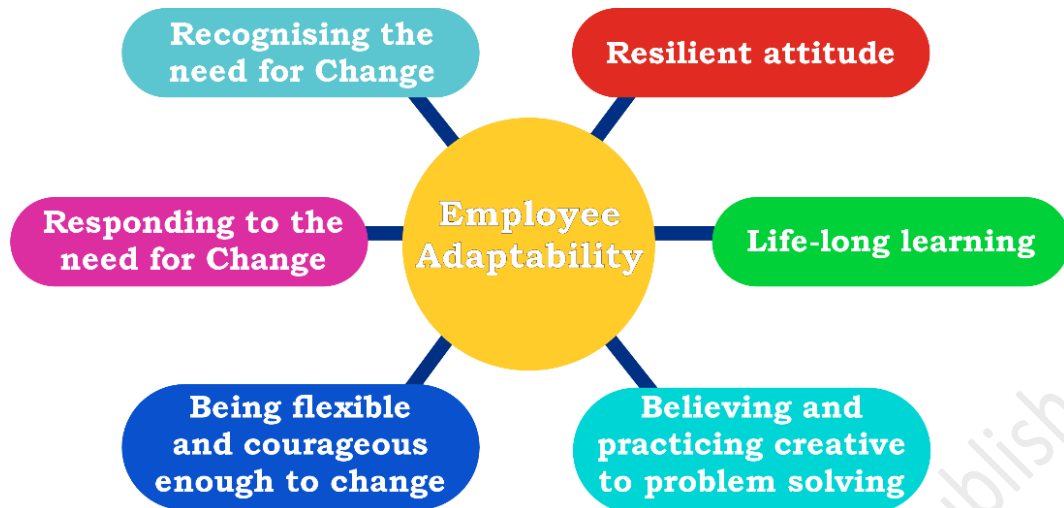 Recognising the
need for Change
Resilient attitude
Responding to the
need for Change
Employee
Adaptability
Life-long learning
Being flexible
and courageous
enough to change
Believing and
practicing creative
to problem solving